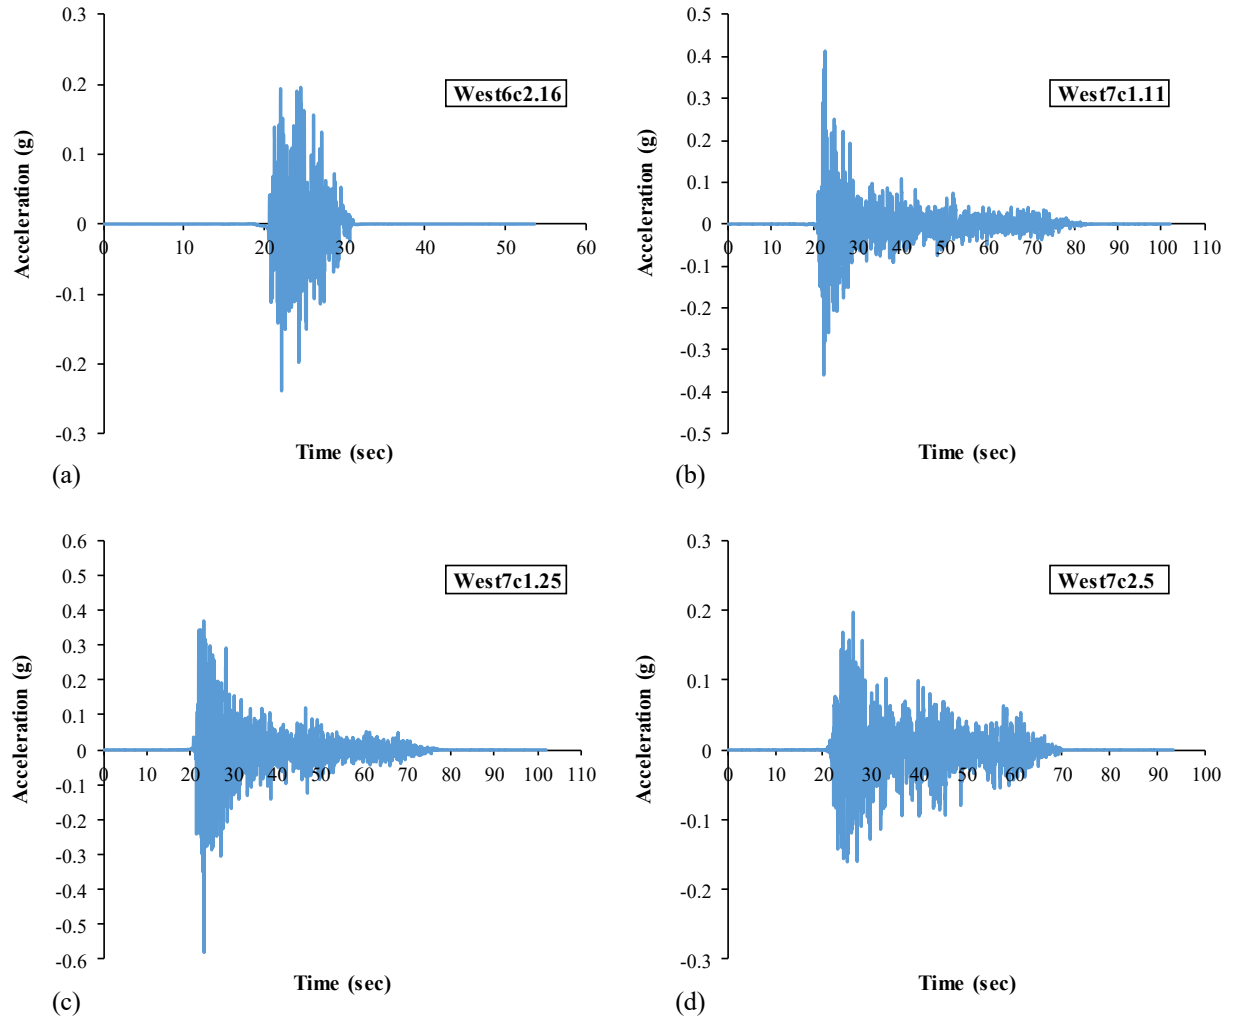 0.3
0.2
0.1
0
-0.1
-0.2
-0.3
0 10 20 30 40 50 60
Acceleration (g)
Time (sec)
West6c2.16
(a)
0.5
0.4
0.3
0.2
0.1
0
-0.1
-0.2
-0.3
-0.4
-0.5
0 10 20 30 40 50 60 70 80 90 100 110
Acceleration (g)
Time (sec)
West7c1.11
(b)
0.6
0.5
0.4
0.3
0.2
0.1
0
-0.1
-0.2
-0.3
-0.4
-0.5
-0.6
0 10 20 30 40 50 60 70 80 90 100 110
Acceleration (g)
Time (sec)
West7c1.25
(c)
0.3
0.2
0.1
0
-0.1
-0.2
-0.3
0 10 20 30 40 50 60 70 80 90 100
Acceleration (g)
Time (sec)
West7c2.5
(d)